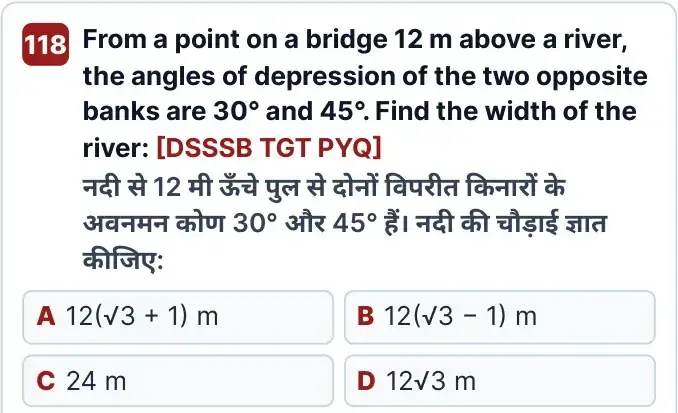 118 From a point on a bridge 12 m above a river,
the angles of depression of the two opposite
banks are 30° and 45°. Find the width of the
river: [DSSSB TGT PYQ]
नदी से 12 मी ऊँचे पुल से दोनों विपरीत किनारों के
अवनमन कोण 30° और 45° हैं। नदी की चौड़ाई ज्ञात
कीजिए:
A 12(√3 + 1) m
B 12(√3 − 1) m
C 24 m
D 12√3 m